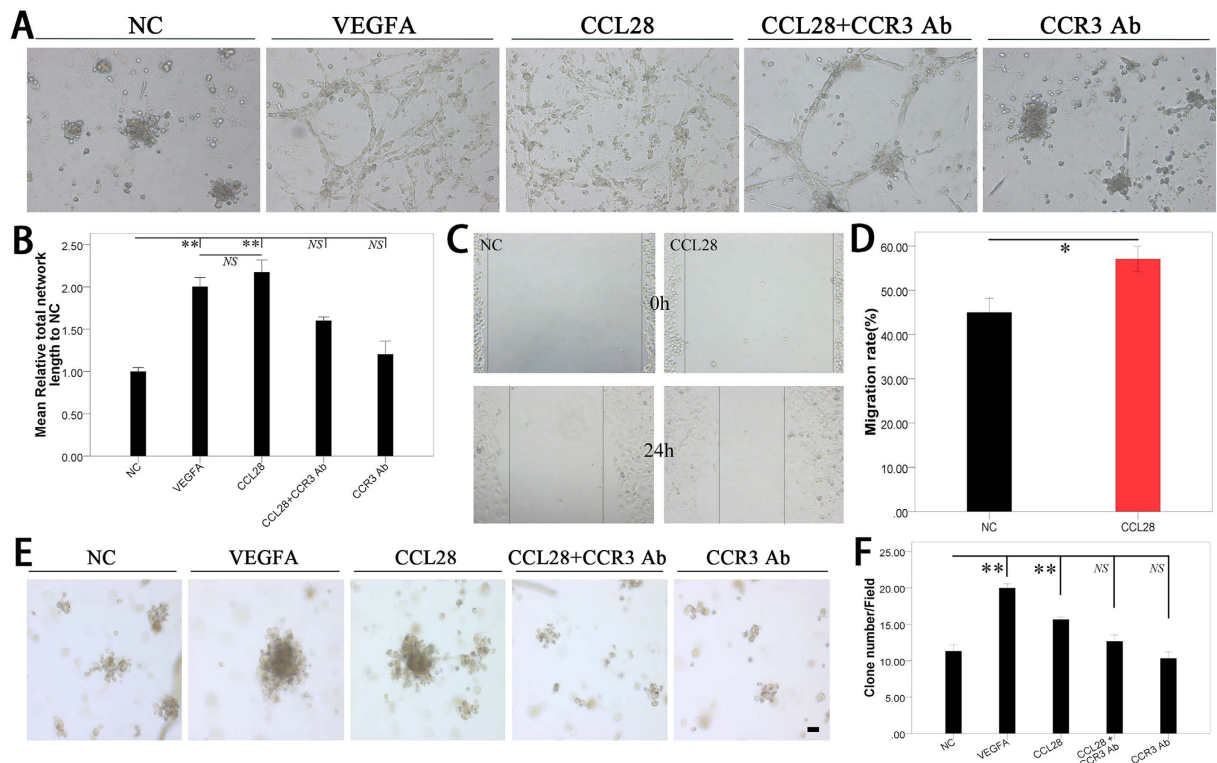 A
NC
VEGFA
CCL28
CCL28+CCR3 Ab
CCR3 Ab
B
Mean Relative total network
length to NC
2.50
2.00
1.50
1.00
0.50
0.00
**
**
NS
NS
NS
NC
VEGFA
CCL28
CCL28+CCR3 Ab
CCR3 Ab
C
NC
CCL28
0h
24h
D
Migration rate(%)
60.00
50.00
40.00
30.00
20.00
10.00
.00
*
NC
CCL28
E
NC
VEGFA
CCL28
CCL28+CCR3 Ab
CCR3 Ab
F
Clone number/Field
25.00
20.00
15.00
10.00
5.00
0.00
**
**
NS
NS
NC
VEGFA
CCL28
CCL28 +
CCR3 Ab
CCR3 Ab